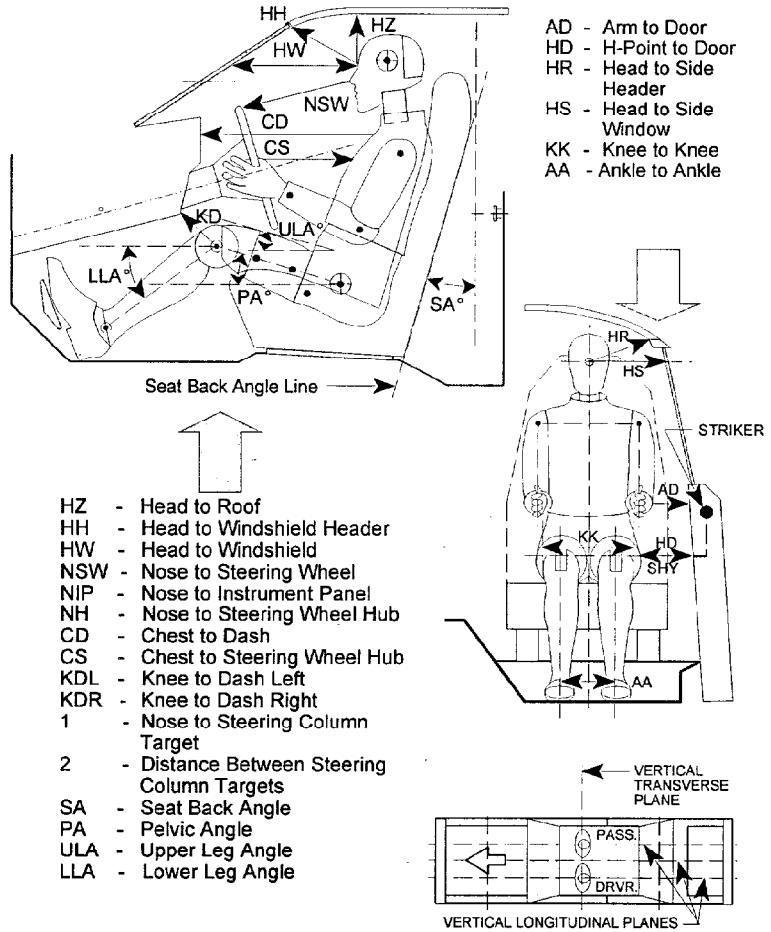 HH
HZ
HW
NSW
CD
CS
KD
ULA°
LLA°
PA°
SA°
Seat Back Angle Line
AD - Arm to Door
HD - H-Point to Door
HR - Head to Side
Header
HS - Head to Side
Window
KK - Knee to Knee
AA - Ankle to Ankle
HR
HS
STRIKER
AD
KK
HD
SHY
AA
HZ - Head to Roof
HH - Head to Windshield Header
HW - Head to Windshield
NSW - Nose to Steering Wheel
NIP - Nose to Instrument Panel
NH - Nose to Steering Wheel Hub
CD - Chest to Dash
CS - Chest to Steering Wheel Hub
KDL - Knee to Dash Left
KDR - Knee to Dash Right
1 - Nose to Steering Column
Target
2 - Distance Between Steering
Column Targets
SA - Seat Back Angle
PA - Pelvic Angle
ULA - Upper Leg Angle
LLA - Lower Leg Angle
VERTICAL
TRANSVERSE
PLANE
PASS.
DRVR.
VERTICAL LONGITUDINAL PLANES